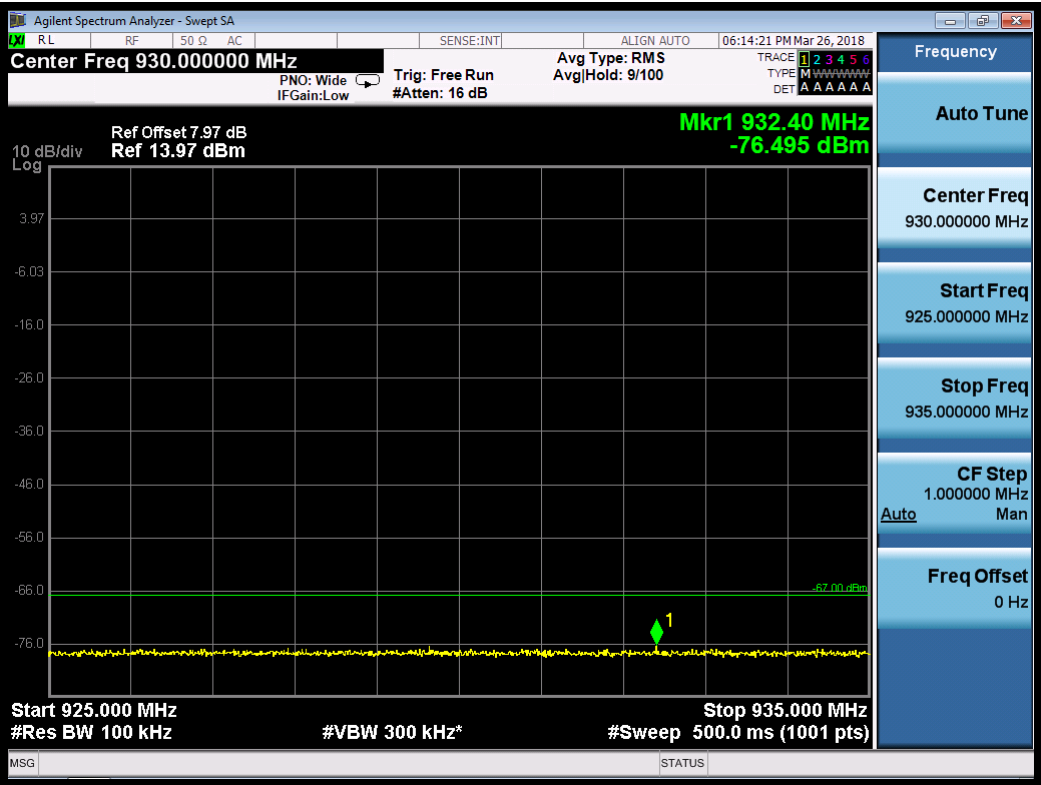 Agilent Spectrum Analyzer - Swept SA
LXI RL RF 50 Ω AC SENSE:INT ALIGN AUTO 06:14:21 PM Mar 26, 2018
Center Freq 930.000000 MHz
PNO: Wide
IFGain:Low
Trig: Free Run
#Atten: 16 dB
Avg Type: RMS
Avg|Hold: 9/100
TRACE 1 2 3 4 5 6
TYPE M WWWWW
DET A A A A A A
Ref Offset 7.97 dB
10 dB/div Ref 13.97 dBm
Log
Mkr1 932.40 MHz
-76.495 dBm
3.97
-6.03
-16.0
-26.0
-36.0
-46.0
-56.0
-66.0
-76.0
-67.00 dBm
1
Start 925.000 MHz Stop 935.000 MHz
#Res BW 100 kHz #VBW 300 kHz* #Sweep 500.0 ms (1001 pts)
MSG STATUS
Frequency
Auto Tune
Center Freq
930.000000 MHz
Start Freq
925.000000 MHz
Stop Freq
935.000000 MHz
CF Step
1.000000 MHz
Auto Man
Freq Offset
0 Hz